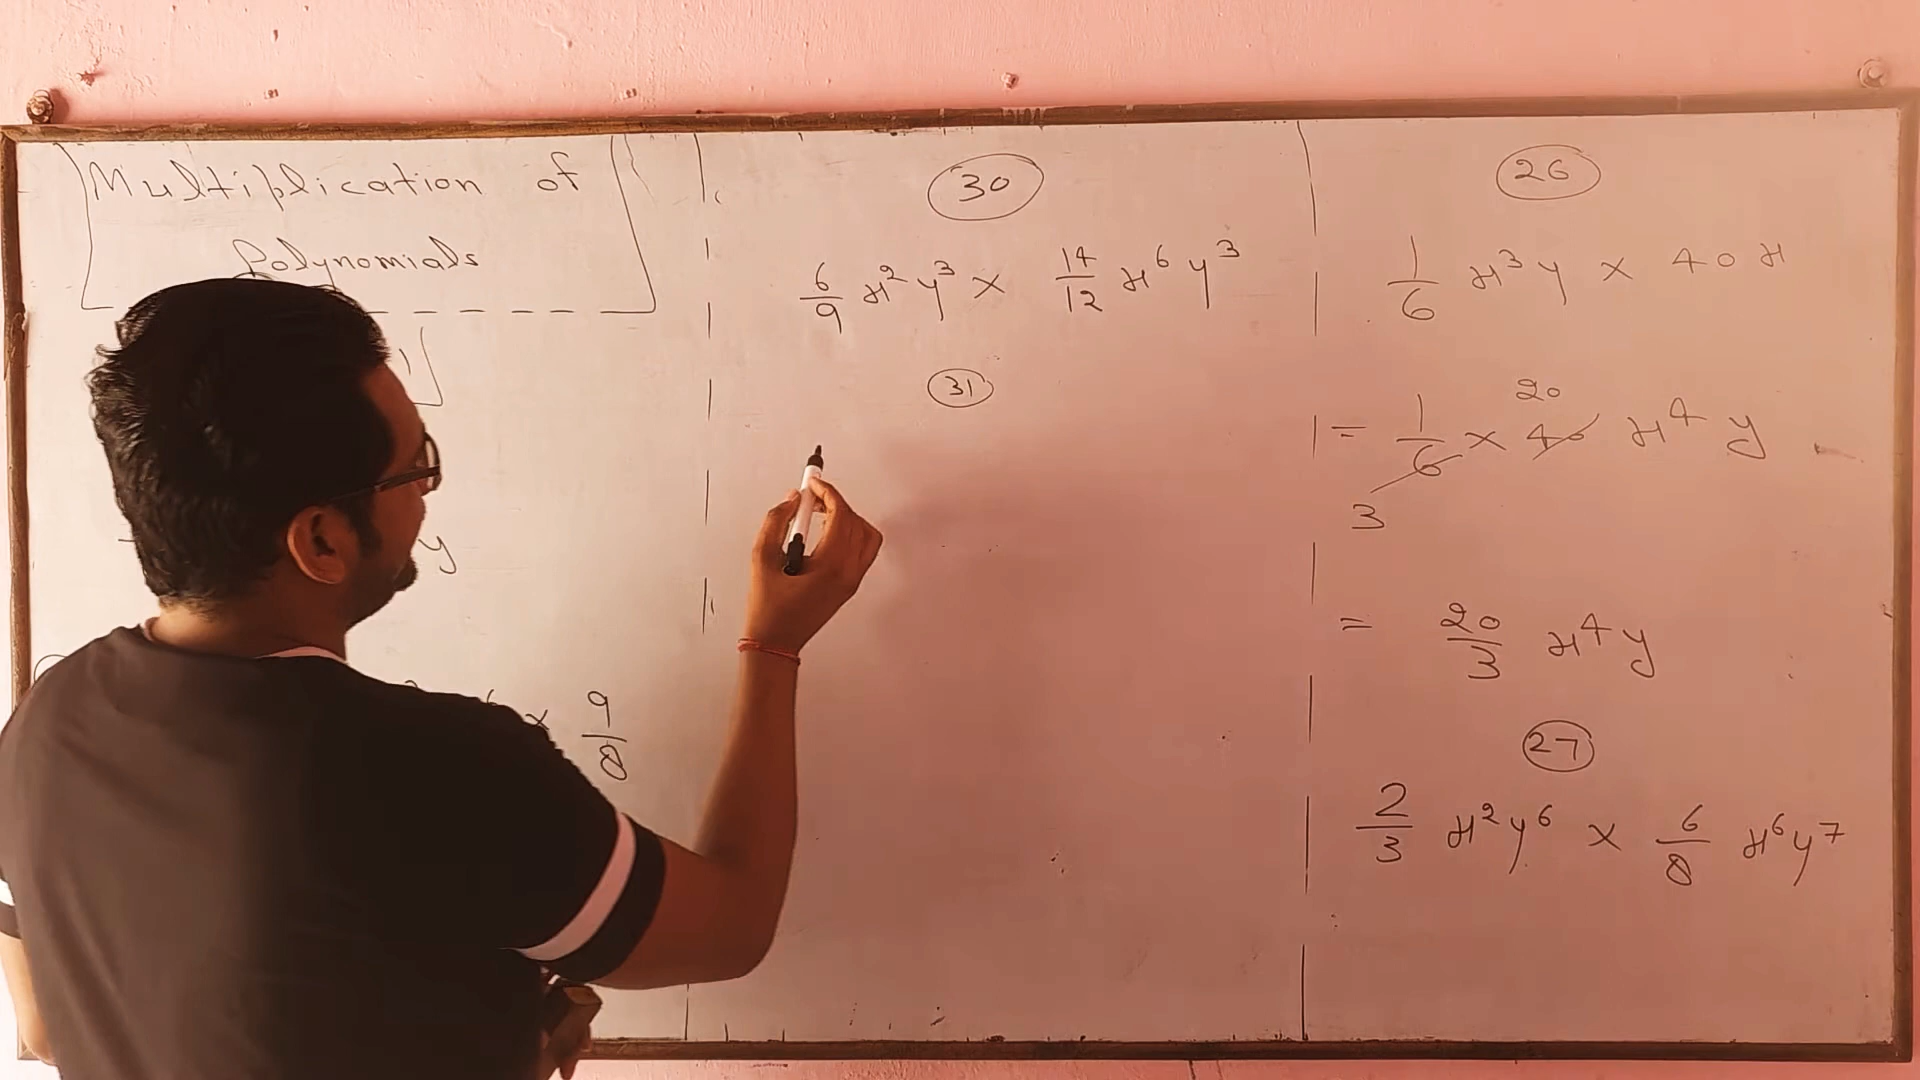 Multiplication of
Polynomials
y
x 9/8
30
6/9 x² y³ × 14/12 x⁶ y³
31
26
1/6 x³ y × 40 x
= 1/6 × 40 x⁴ y
20
3
= 20/3 x⁴ y
27
2/3 x² y⁶ × 6/8 x⁶ y⁷